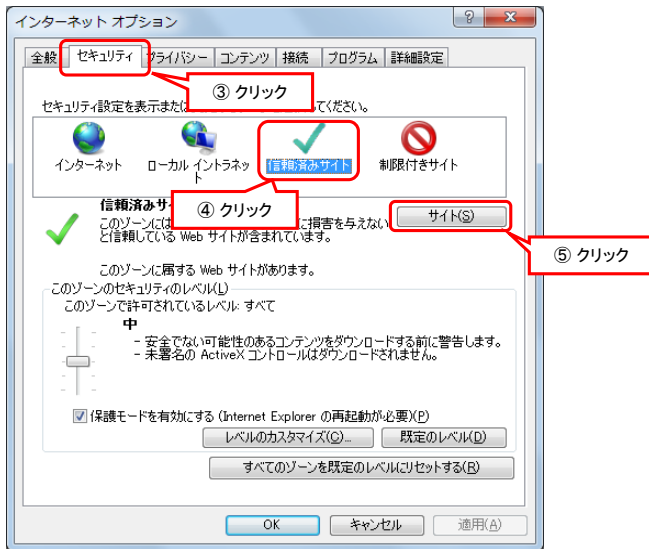 インターネット オプション
全般 セキュリティ プライバシー コンテンツ 接続 プログラム 詳細設定
③ クリック
セキュリティ設定を表示または してください。
インターネット ローカル イントラネット 信頼済みサイト 制限付きサイト
④ クリック
信頼済みサ
このゾーンには に損害を与えない
と信頼している Web サイトが含まれています。
サイト(S)
⑤ クリック
このゾーンに属する Web サイトがあります。
このゾーンのセキュリティのレベル(L)
このゾーンで許可されているレベル: すべて
中
- 安全でない可能性のあるコンテンツをダウンロードする前に警告します。
- 未署名の ActiveX コントロールはダウンロードされません。
保護モードを有効にする (Internet Explorer の再起動が必要)(P)
レベルのカスタマイズ(C)... 既定のレベル(D)
すべてのゾーンを既定のレベルにリセットする(R)
OK キャンセル 適用(A)